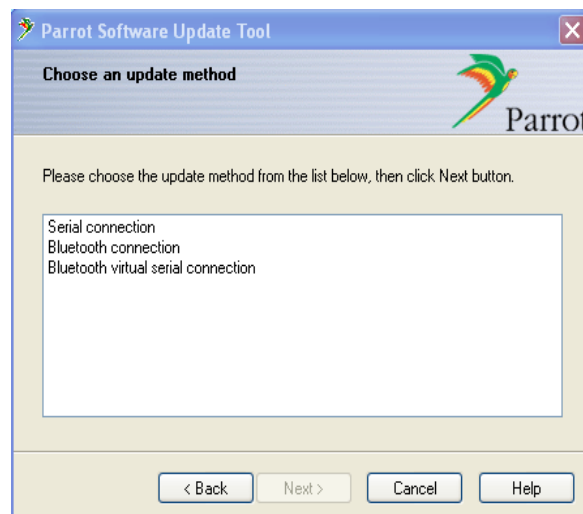 Parrot Software Update Tool
Choose an update method
Parrot
Please choose the update method from the list below, then click Next button.
Serial connection
Bluetooth connection
Bluetooth virtual serial connection
< Back Next > Cancel Help